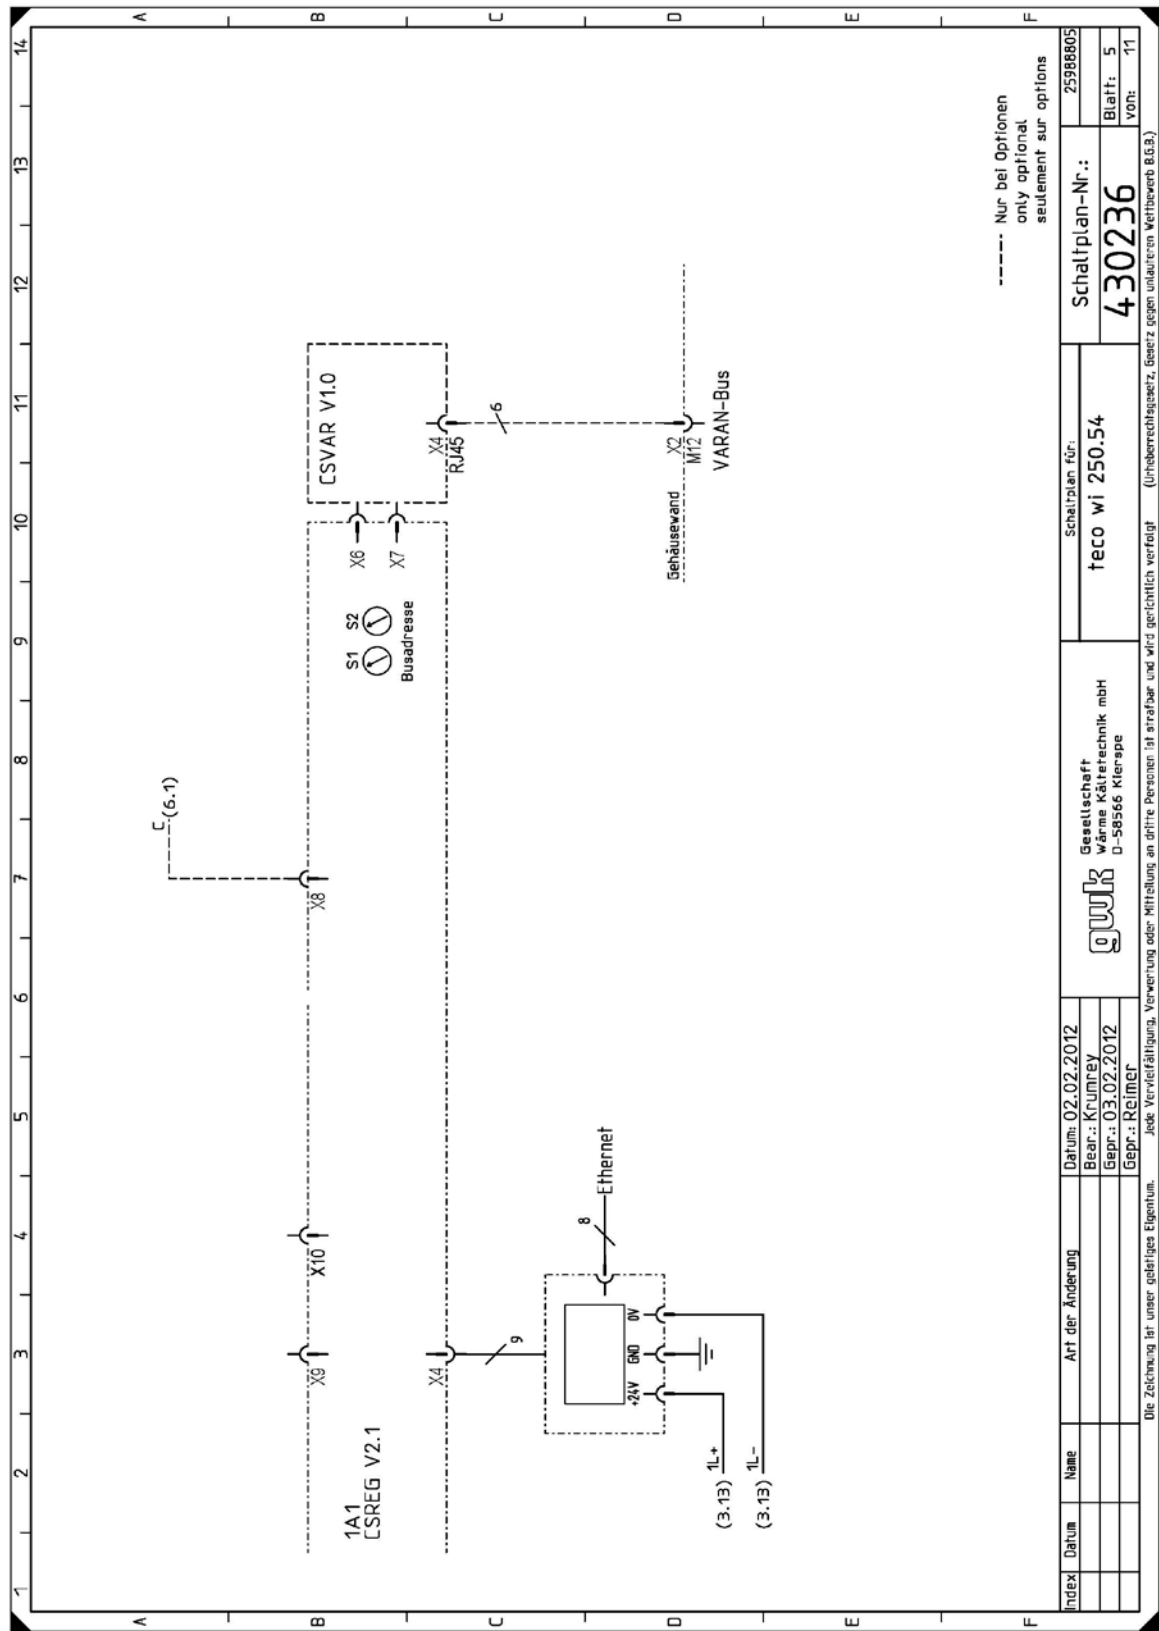 1 2 3 4 5 6 7 8 9 10 11 12 13 14
A
B
C
D
E
F
A
B
C
D
E
F
C
(6.1)
X9
X10
X8
1A1
CSREG V2.1
S1
S2
Busadresse
X6
X7
CSVAR V1.0
X4
X4
RJ45
9
6
8
Ethernet
+24V
GND
0V
(3.13) 1L+
(3.13) 1L-
Gehäusewand
X2
M12
VARAN-Bus
Nur bei Optionen
only optional
seulement sur options
Index
Datum
Name
Art der Änderung
Datum: 02.02.2012
Bear.: Krumrey
Gepr.: 03.02.2012
Gepr.: Reimer
gwk
Gesellschaft
Wärme Kältetechnik mbH
D-58566 Kierspe
Schaltplan für:
teco wi 250.54
Schaltplan-Nr.:
430236
25988805
Blatt: 5
von: 11
Die Zeichnung ist unser geistiges Eigentum. Jede Vervielfältigung, Verwertung oder Mitteilung an dritte Personen ist strafbar und wird gerichtlich verfolgt (Urheberrechtsgesetz, Gesetz gegen unlauteren Wettbewerb B.G.B.)